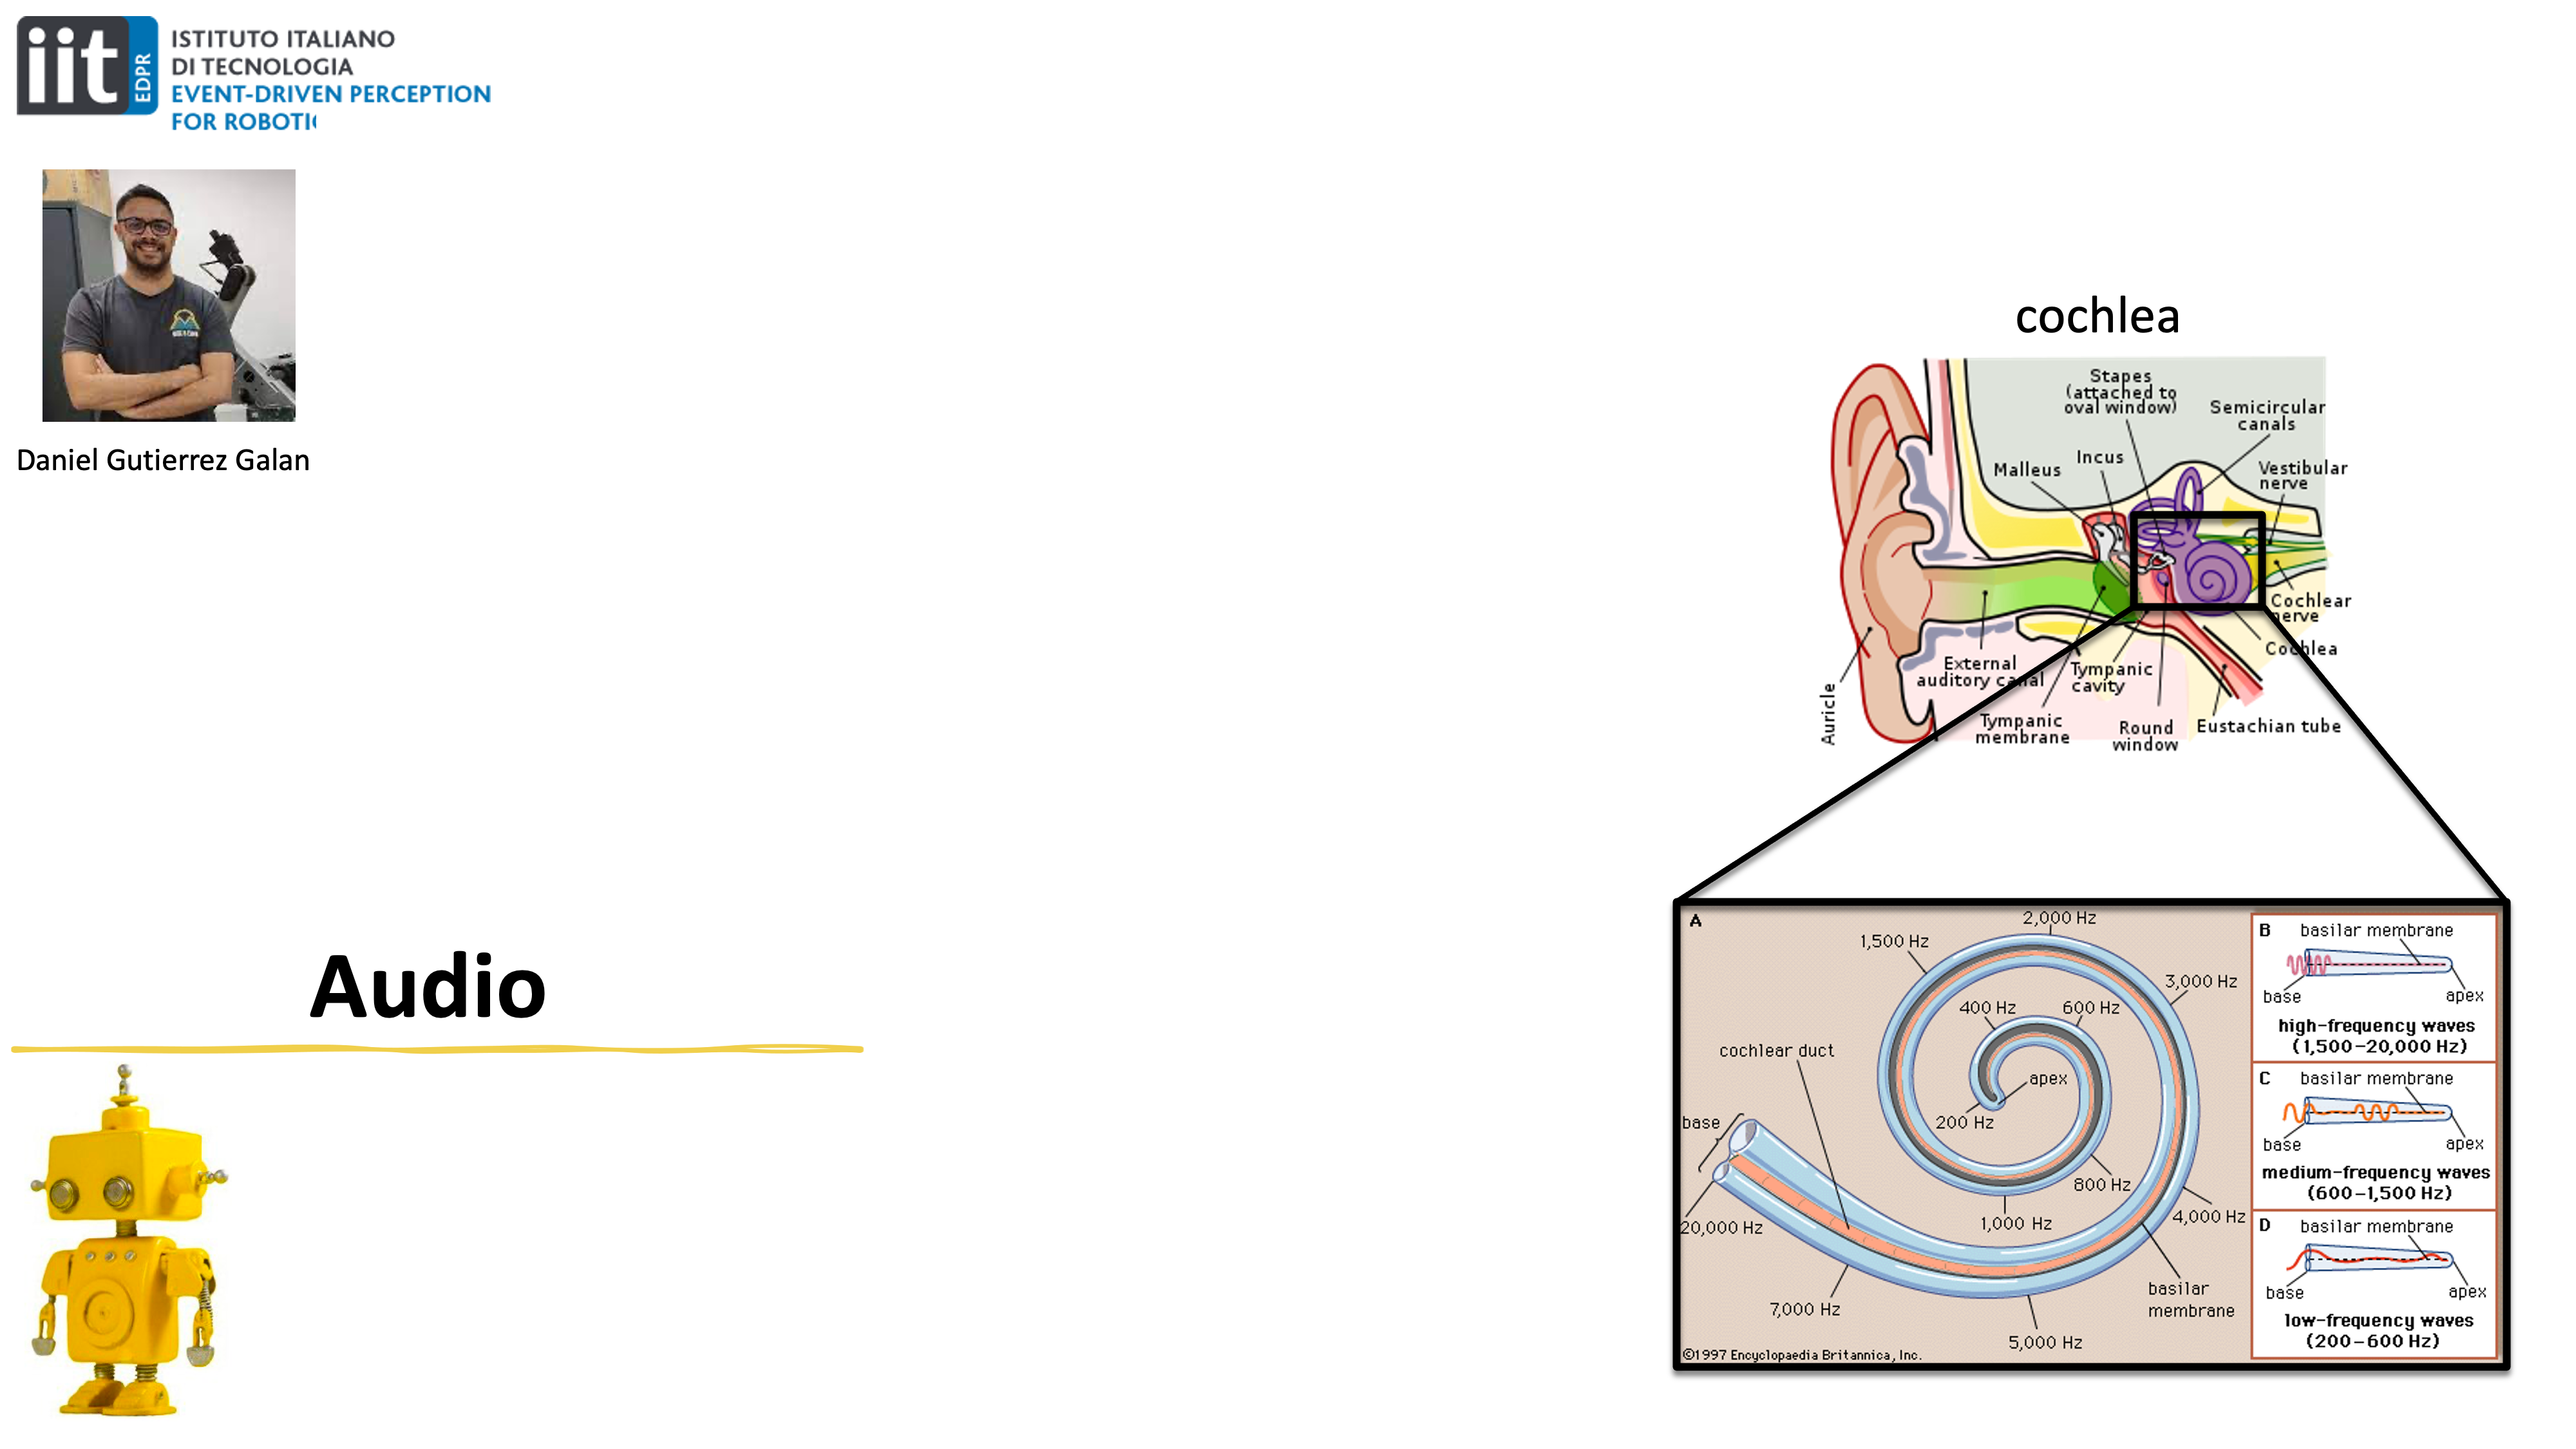 iit
EDPR
ISTITUTO ITALIANO
DI TECNOLOGIA
EVENT-DRIVEN PERCEPTION
FOR ROBOTI
Daniel Gutierrez Galan
Audio
cochlea
Stapes
(attached to
oval window)
Semicircular
canals
Incus
Malleus
Vestibular
nerve
Cochlear
nerve
Cochlea
External
auditory canal
Tympanic
cavity
Auricle
Tympanic
membrane
Round
window
Eustachian tube
A
2,000 Hz
1,500 Hz
3,000 Hz
400 Hz
600 Hz
cochlear duct
apex
200 Hz
base
800 Hz
1,000 Hz
4,000 Hz
20,000 Hz
7,000 Hz
basilar
membrane
5,000 Hz
©1997 Encyclopaedia Britannica, Inc.
B
basilar membrane
base
apex
high-frequency waves
(1,500-20,000 Hz)
C
basilar membrane
base
apex
medium-frequency waves
(600-1,500 Hz)
D
basilar membrane
base
apex
low-frequency waves
(200-600 Hz)